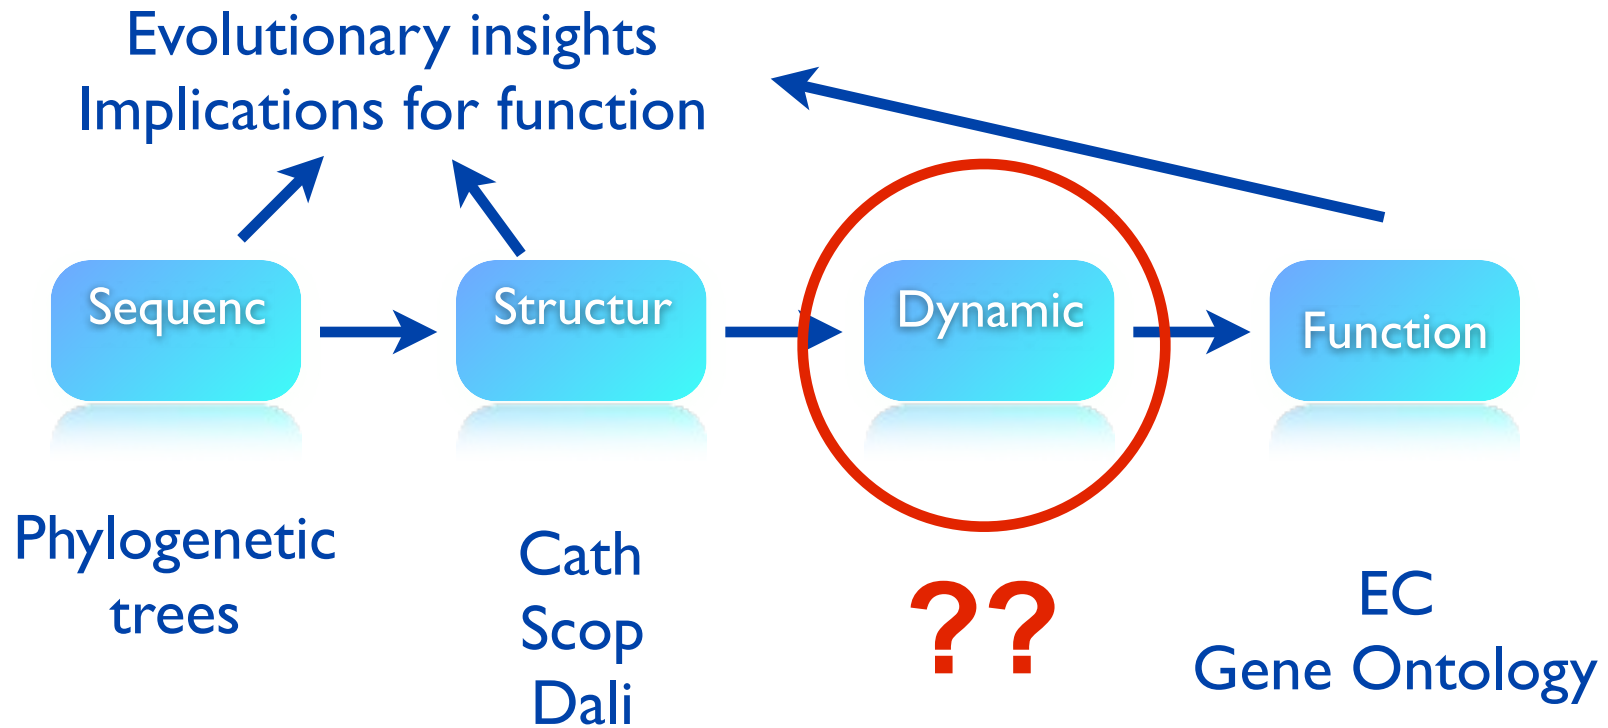 Evolutionary insights
Implications for function
Sequenc
Structur
Dynamic
Function
Phylogenetic
trees
Cath
Scop
Dali
??
EC
Gene Ontology